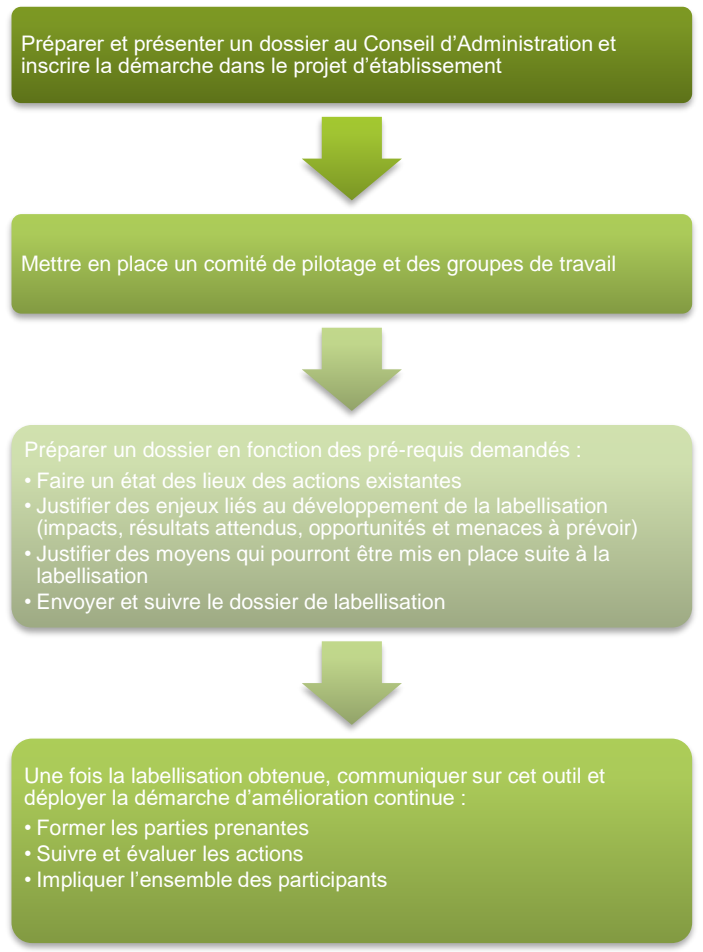 Préparer et présenter un dossier au Conseil d’Administration et
inscrire la démarche dans le projet d’établissement
Mettre en place un comité de pilotage et des groupes de travail
Préparer un dossier en fonction des pré-requis demandés :
• Faire un état des lieux des actions existantes
• Justifier des enjeux liés au développement de la labellisation
(impacts, résultats attendus, opportunités et menaces à prévoir)
• Justifier des moyens qui pourront être mis en place suite à la
labellisation
• Envoyer et suivre le dossier de labellisation
Une fois la labellisation obtenue, communiquer sur cet outil et
déployer la démarche d’amélioration continue :
• Former les parties prenantes
• Suivre et évaluer les actions
• Impliquer l’ensemble des participants